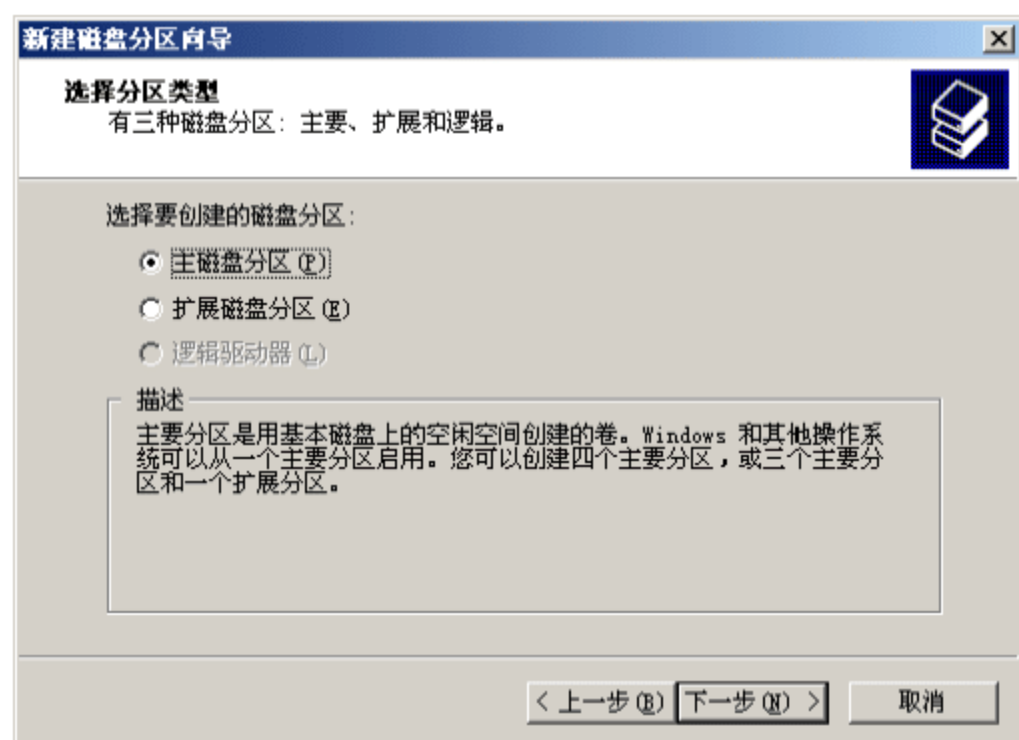 新建磁盘分区向导
选择分区类型
有三种磁盘分区: 主要、扩展和逻辑。
选择要创建的磁盘分区:
主磁盘分区(P)
扩展磁盘分区(E)
逻辑驱动器(L)
描述
主要分区是用基本磁盘上的空闲空间创建的卷。Windows 和其他操作系
统可以从一个主要分区启用。您可以创建四个主要分区，或三个主要分
区和一个扩展分区。
< 上一步(B) 下一步(N) > 取消